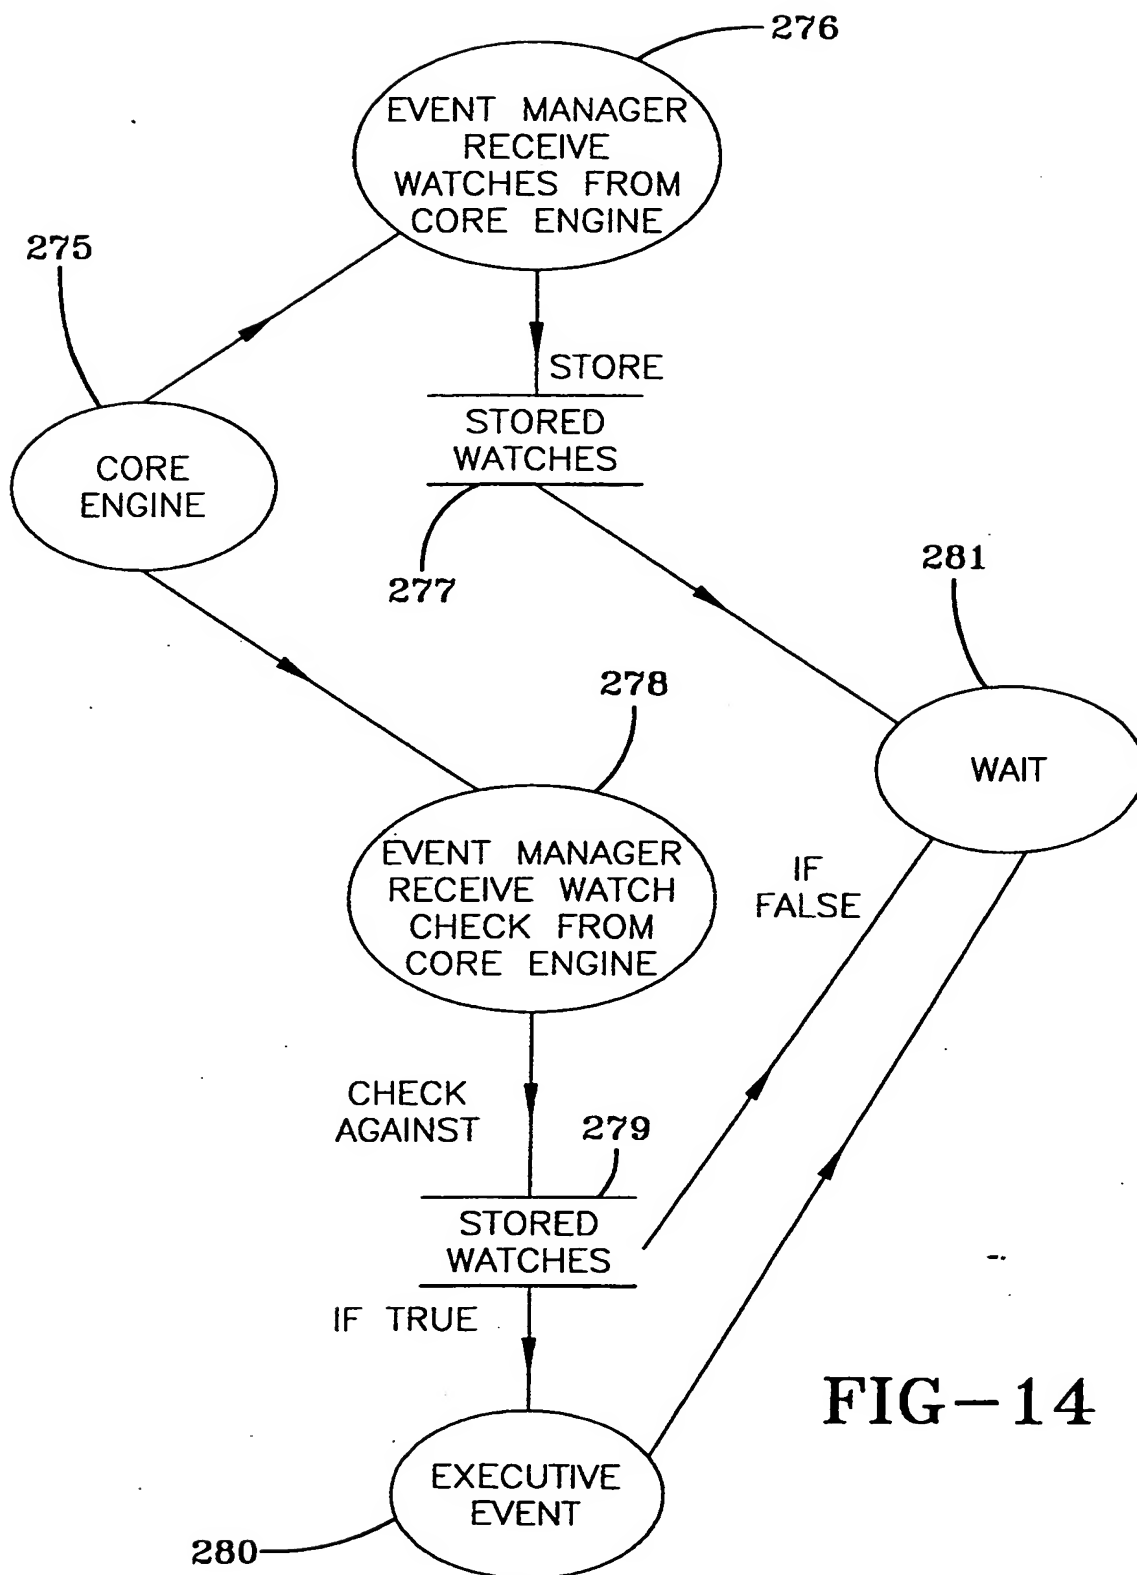 276
EVENT MANAGER
RECEIVE
WATCHES FROM
CORE ENGINE
275
STORE
STORED
WATCHES
CORE
ENGINE
277
281
278
WAIT
EVENT MANAGER
RECEIVE WATCH
CHECK FROM
CORE ENGINE
IF
FALSE
CHECK
AGAINST
279
STORED
WATCHES
IF TRUE
FIG-14
EXECUTIVE
EVENT
280